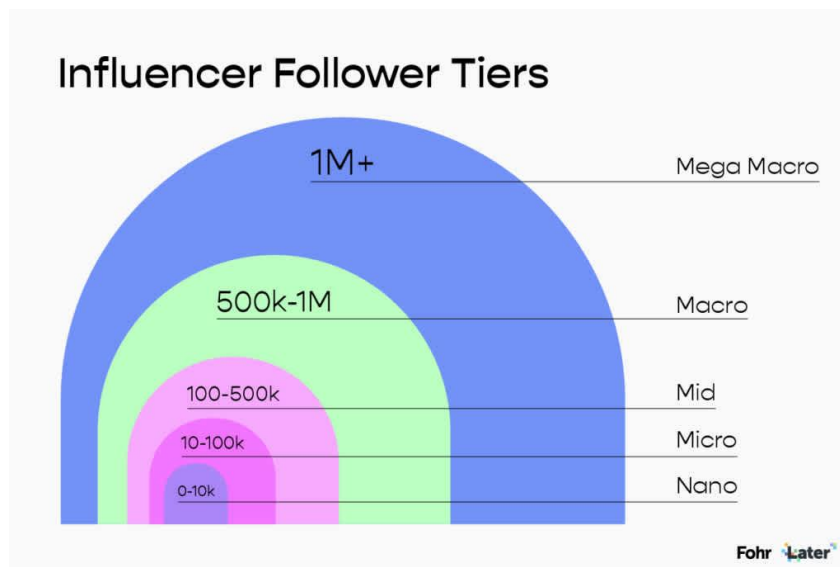 Influencer Follower Tiers
1M+ Mega Macro
500k-1M Macro
100-500k Mid
10-100k Micro
0-10k Nano
Fohr Later